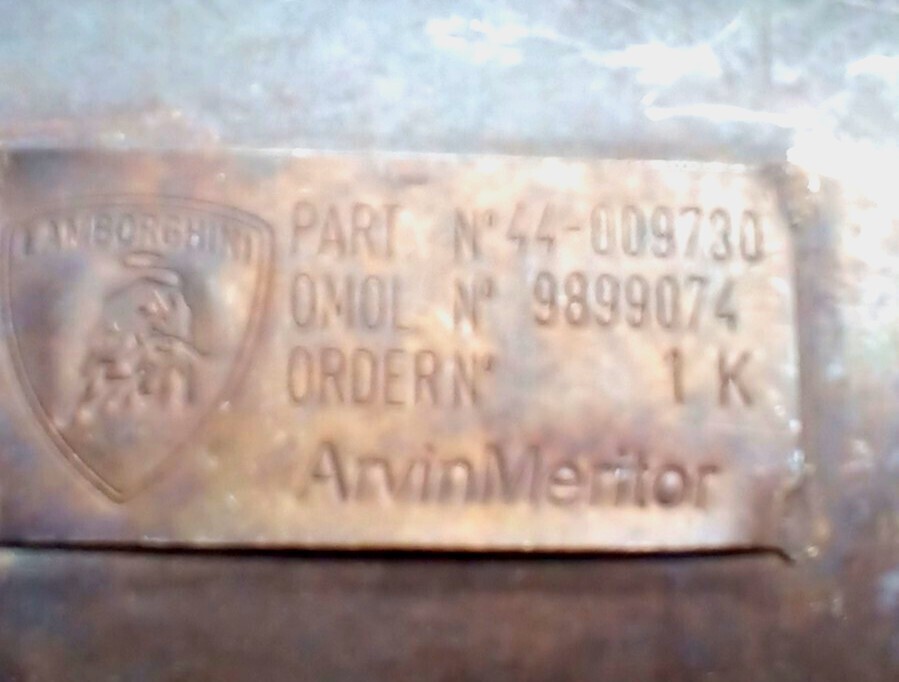 LAMBORGHINI
PART. N° 44-009730
OMOL N° 9899074
ORDER N° 1 K
ArvinMeritor